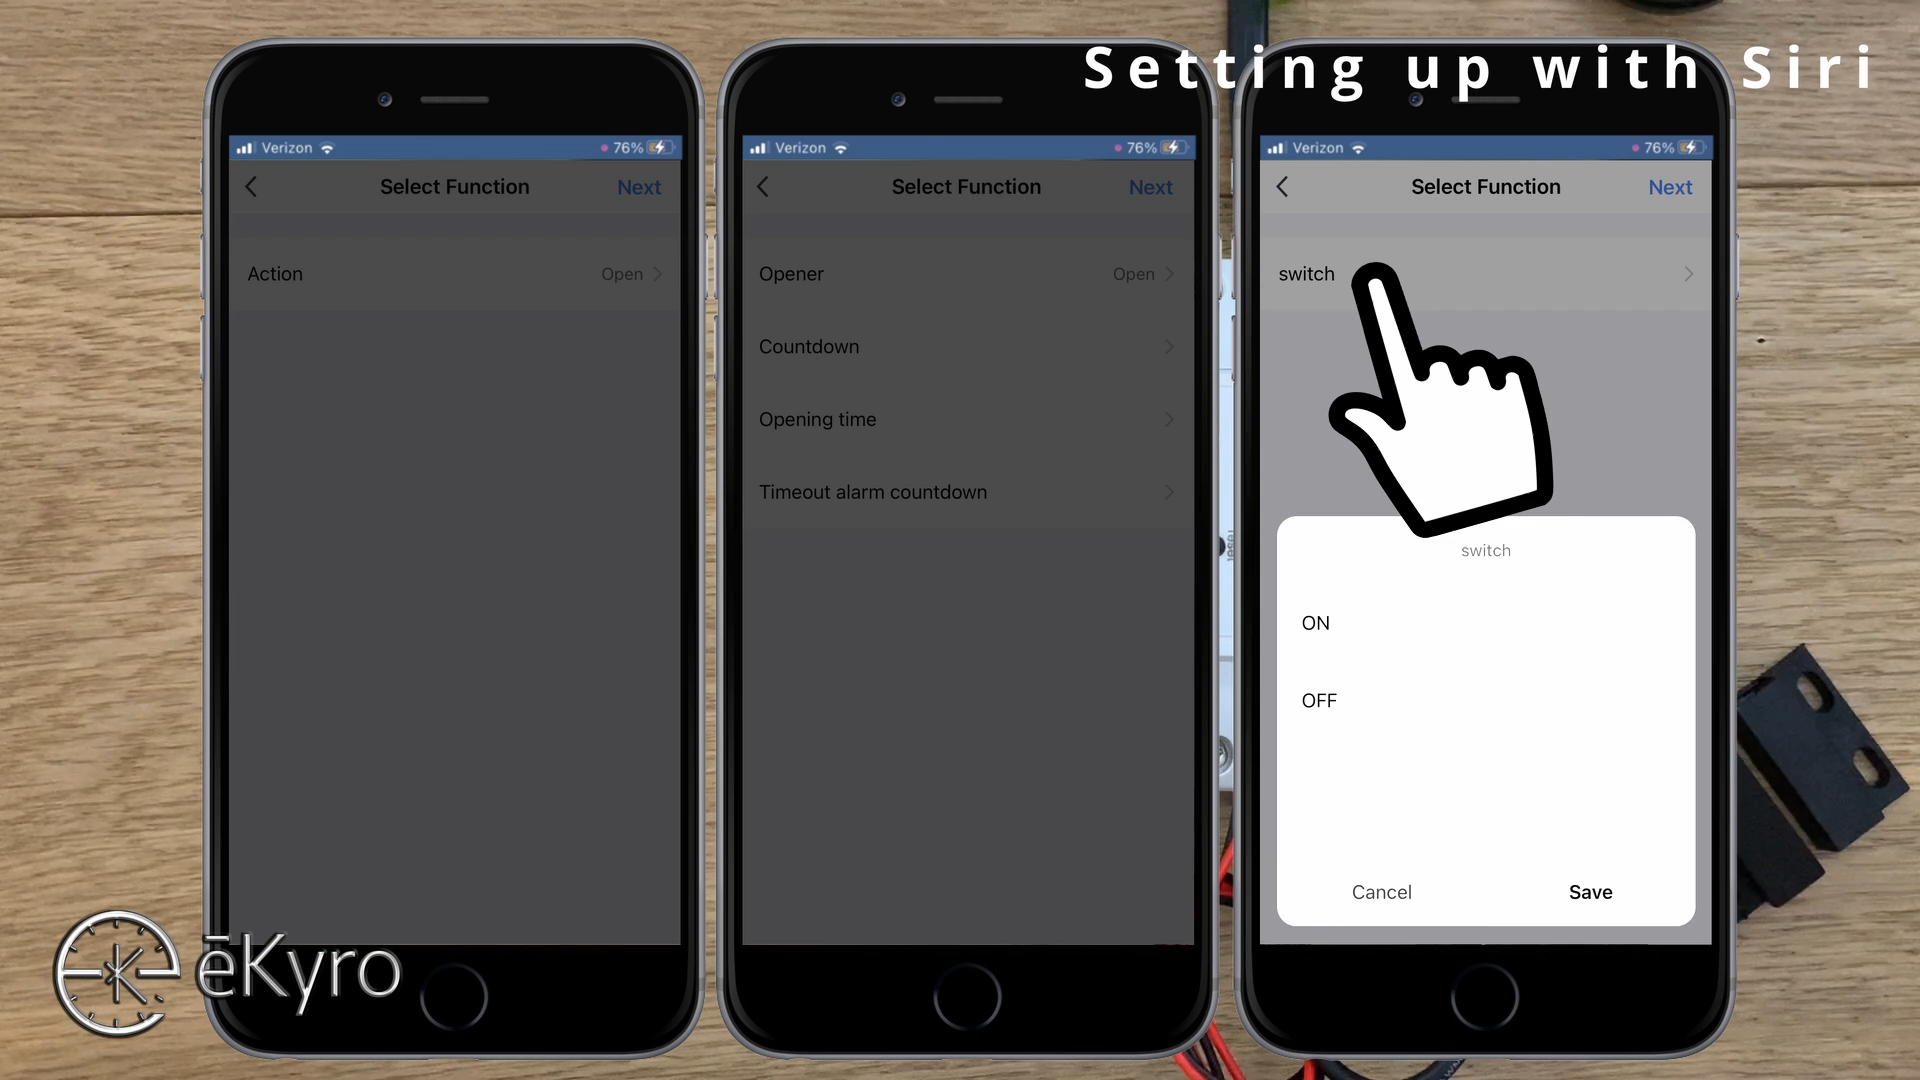 Setting up with Siri
Verizon 76%
Select Function Next
Action Open
Verizon 76%
Select Function Next
Opener Open
Countdown
Opening time
Timeout alarm countdown
Verizon 76%
Select Function Next
switch
switch
ON
OFF
Cancel Save
ēKyro